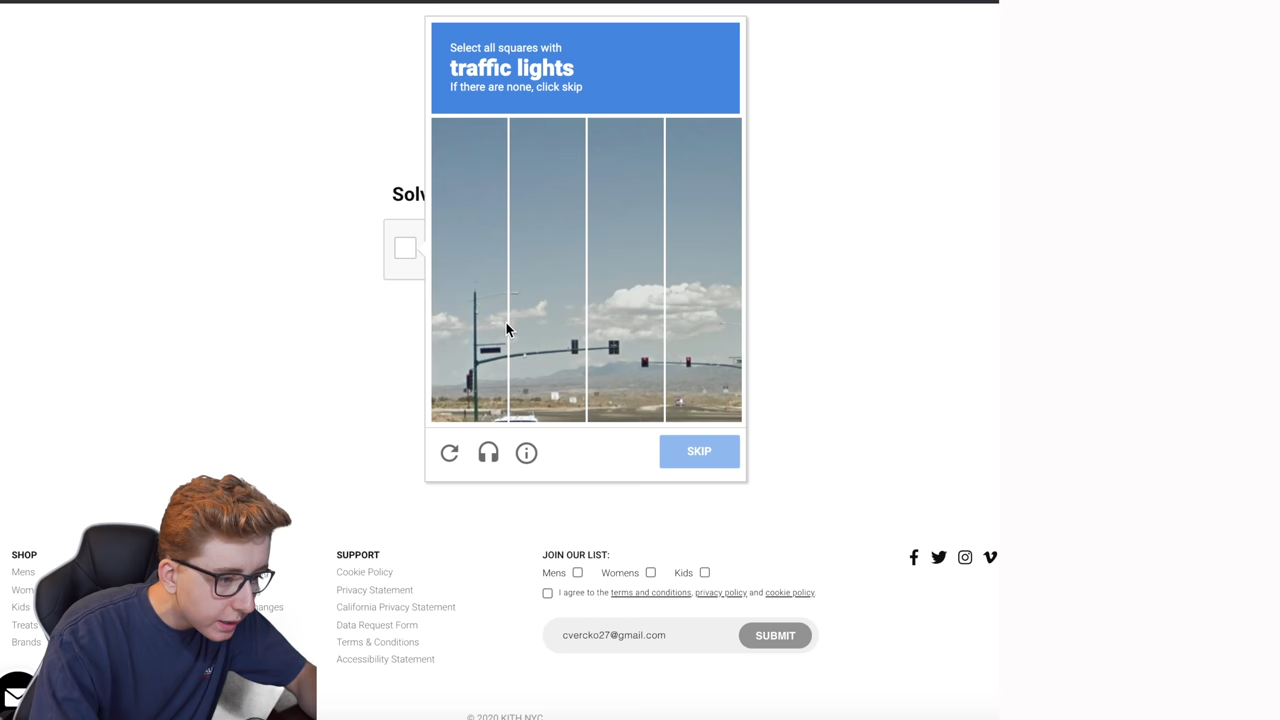 Select all squares with
traffic lights
If there are none, click skip
Solv
SKIP
SHOP
Mens
Wom
Kids
Treats
Brands
anges
SUPPORT
Cookie Policy
Privacy Statement
California Privacy Statement
Data Request Form
Terms & Conditions
Accessibility Statement
JOIN OUR LIST:
Mens Womens Kids
I agree to the terms and conditions, privacy policy and cookie policy.
cvercko27@gmail.com SUBMIT
© 2020 KITH NYC